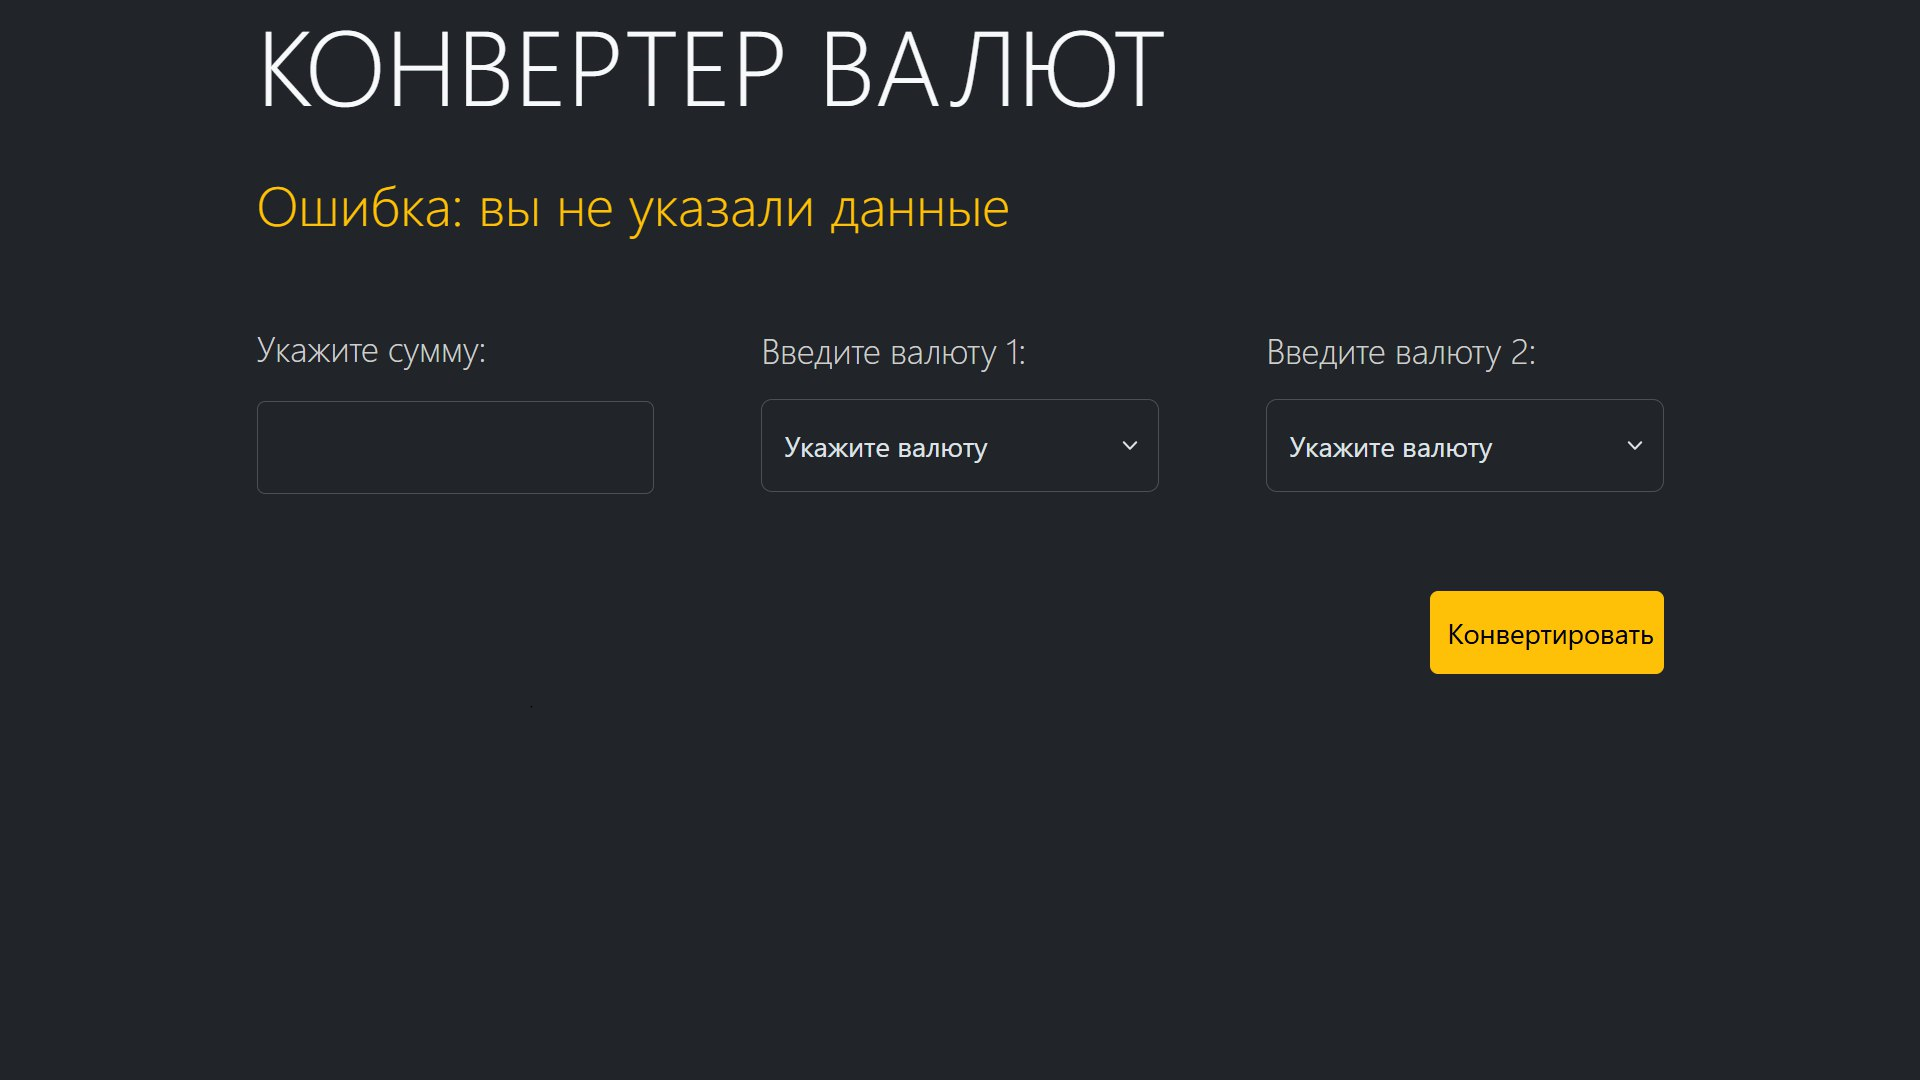 КОНВЕРТЕР ВАЛЮТ
Ошибка: вы не указали данные
Укажите сумму:
Введите валюту 1:
Введите валюту 2:
Укажите валюту
Укажите валюту
Конвертировать